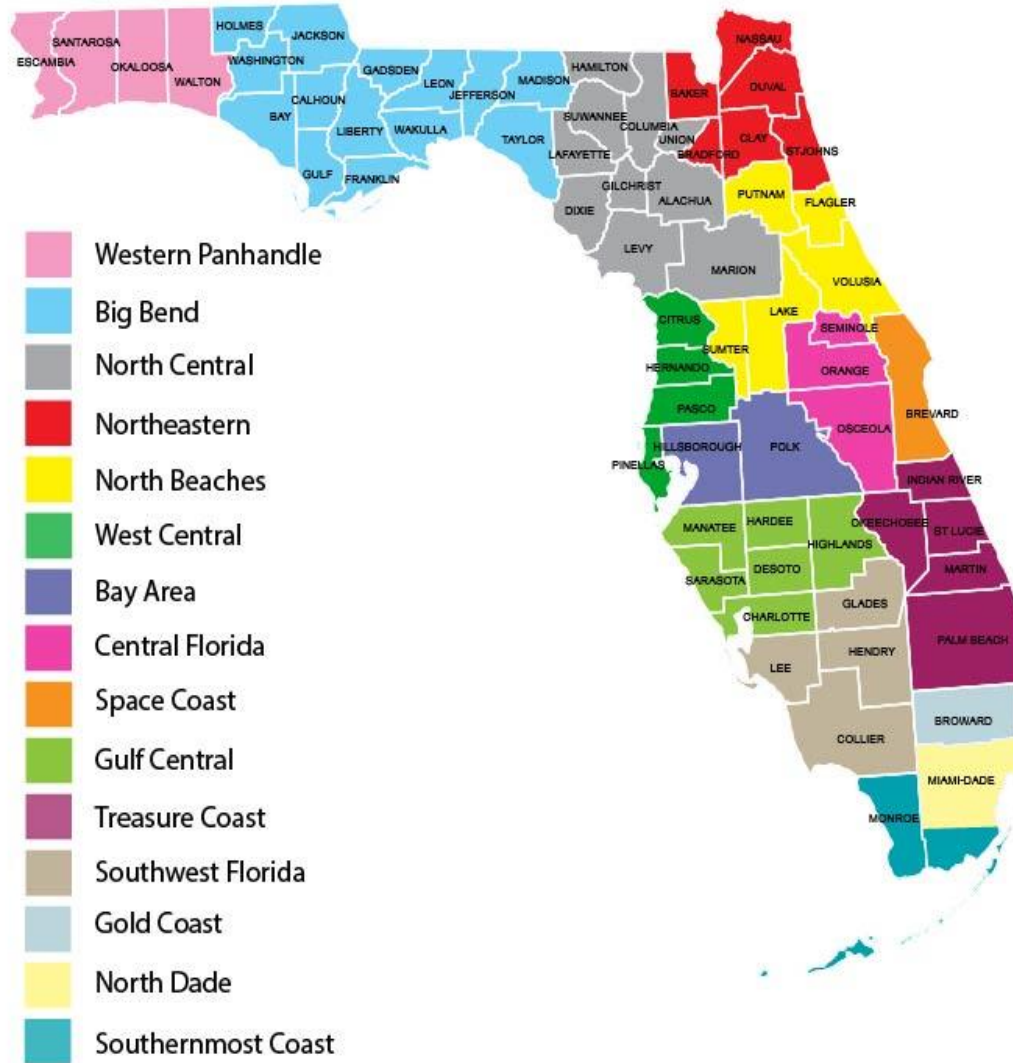 HOLMES
JACKSON
NASSAU
SANTAROSA
ESCAMBIA
OKALOOSA
WALTON
WASHINGTON
GADSDEN
LEON
JEFFERSON
MADISON
HAMILTON
BAKER
DUVAL
CALHOUN
BAY
LIBERTY
WAKULLA
TAYLOR
SUWANNEE
COLUMBIA
UNION
BRADFORD
CLAY
STJOHNS
LAFAYETTE
GULF
FRANKLIN
GILCHRIST
DIXIE
ALACHUA
PUTNAM
FLAGLER
LEVY
MARION
VOLUSIA
LAKE
CITRUS
SUMTER
SEMINOLE
HERNANDO
ORANGE
PASCO
BREVARD
OSCEOLA
HILLSBOROUGH
POLK
PINELLAS
INDIAN RIVER
MANATEE
HARDEE
HIGHLANDS
OKEECHOBEE
ST LUCIE
DESOTO
SARASOTA
MARTIN
CHARLOTTE
GLADES
PALM BEACH
LEE
HENDRY
BROWARD
COLLIER
MIAMI-DADE
MONROE
Western Panhandle
Big Bend
North Central
Northeastern
North Beaches
West Central
Bay Area
Central Florida
Space Coast
Gulf Central
Treasure Coast
Southwest Florida
Gold Coast
North Dade
Southernmost Coast